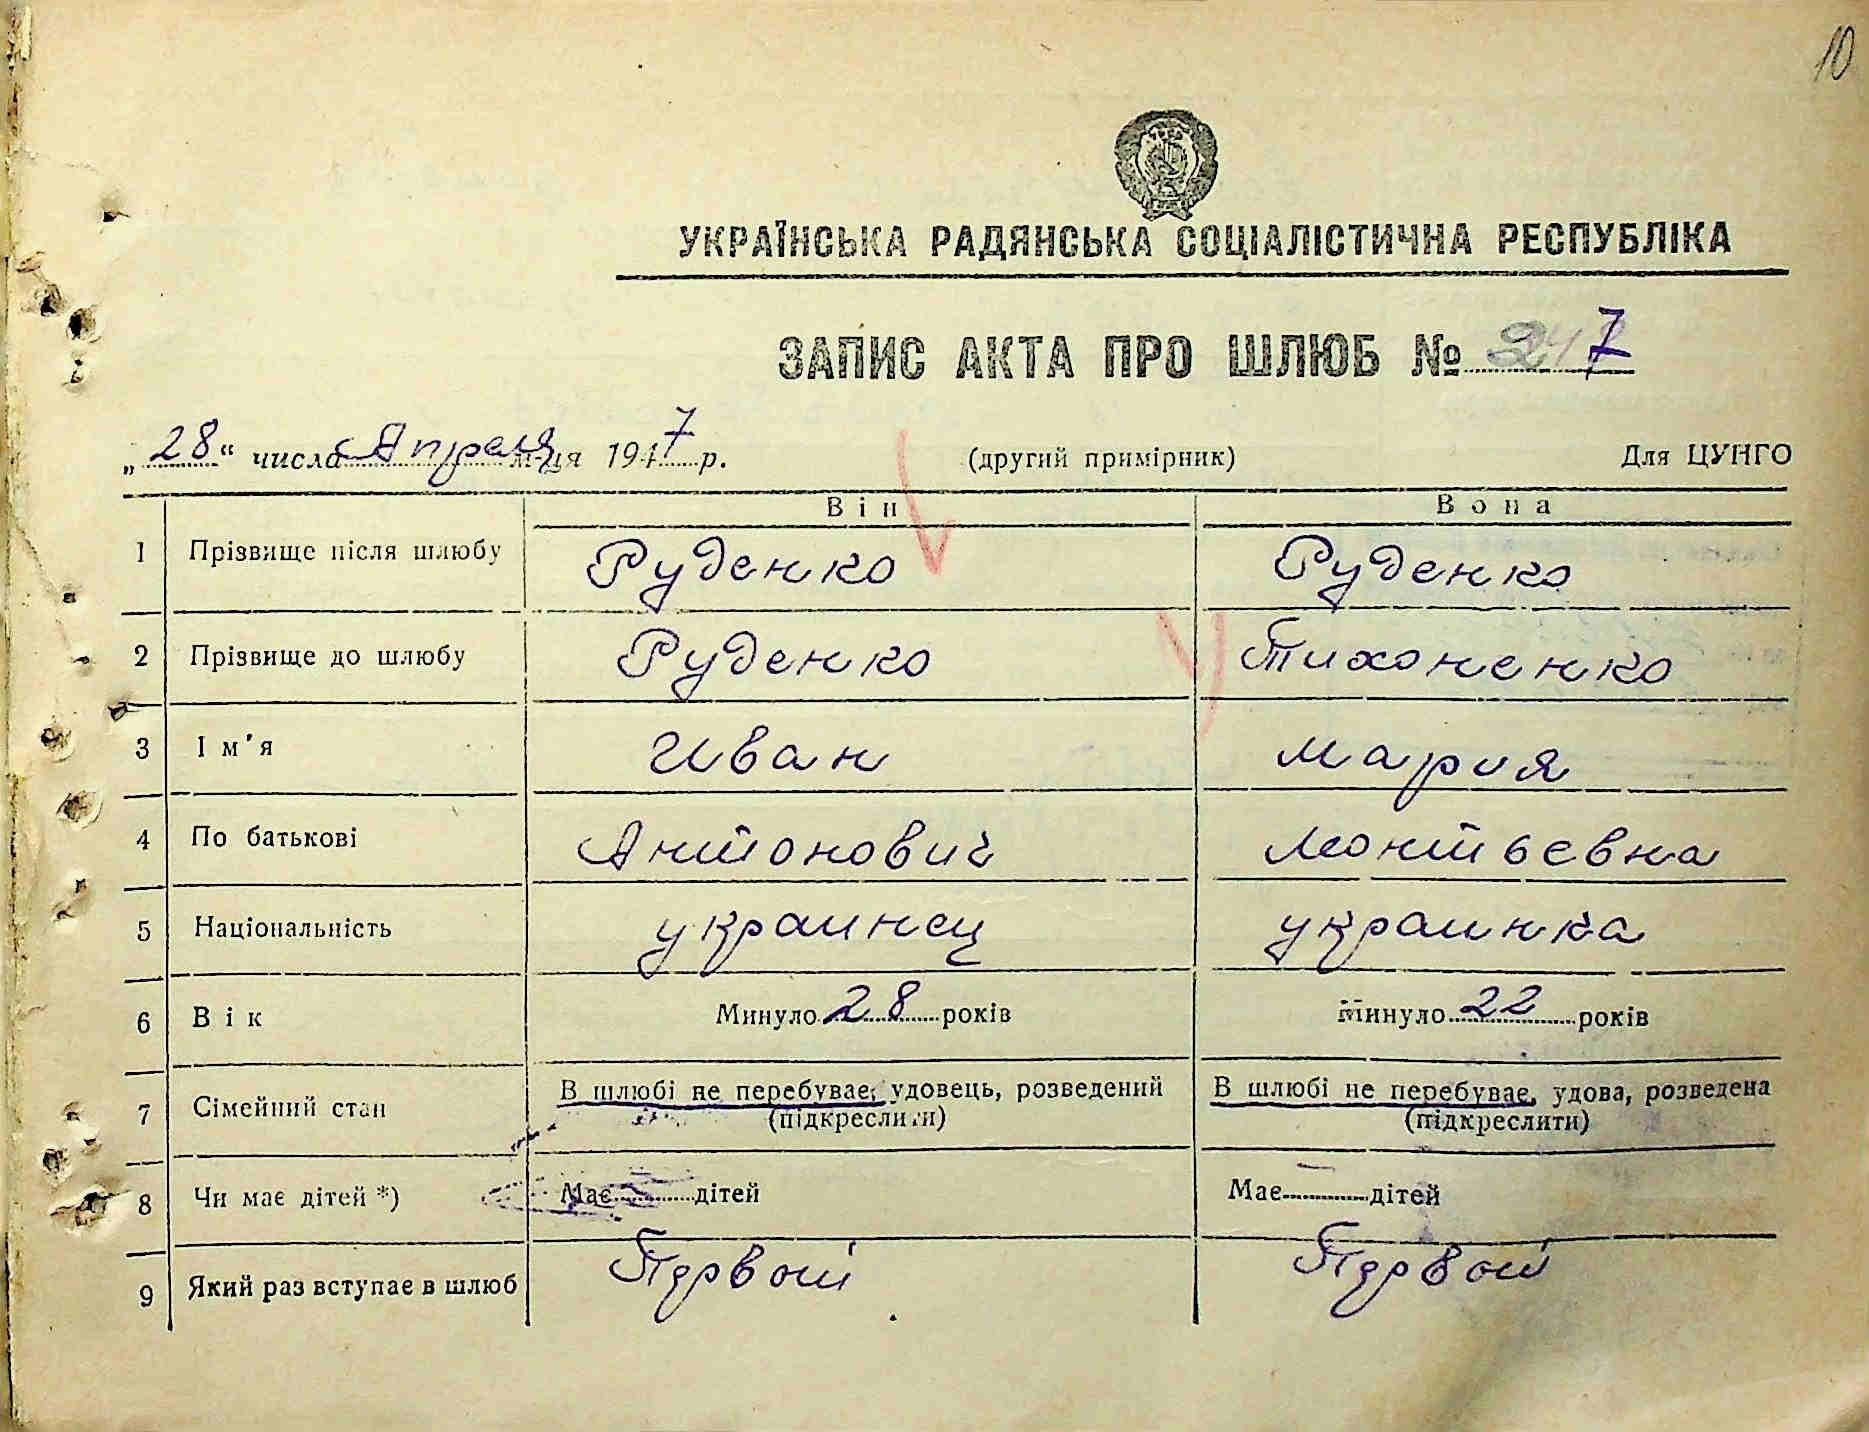 10
УКРАЇНСЬКА РАДЯНСЬКА СОЦІАЛІСТИЧНА РЕСПУБЛІКА
ЗАПИС АКТА ПРО ШЛЮБ № 7
„28“ числа Апреля м-ця 1947 р. (другий примірник) Для ЦУНГО
Він Вона
1 Прізвище після шлюбу Руденко Руденко
2 Прізвище до шлюбу Руденко Тихоненко
3 Ім'я Иван Мария
4 По батькові Антонович Монтьевна
5 Національність украинец украинка
6 Вік Минуло 28 років Минуло 22 років
7 Сімейний стан В шлюбі не перебуває, удовець, розведений В шлюбі не перебуває, удова, розведена
(підкреслити) (підкреслити)
8 Чи має дітей *) Має дітей Має — дітей
9 Який раз вступає в шлюб Первой Первой